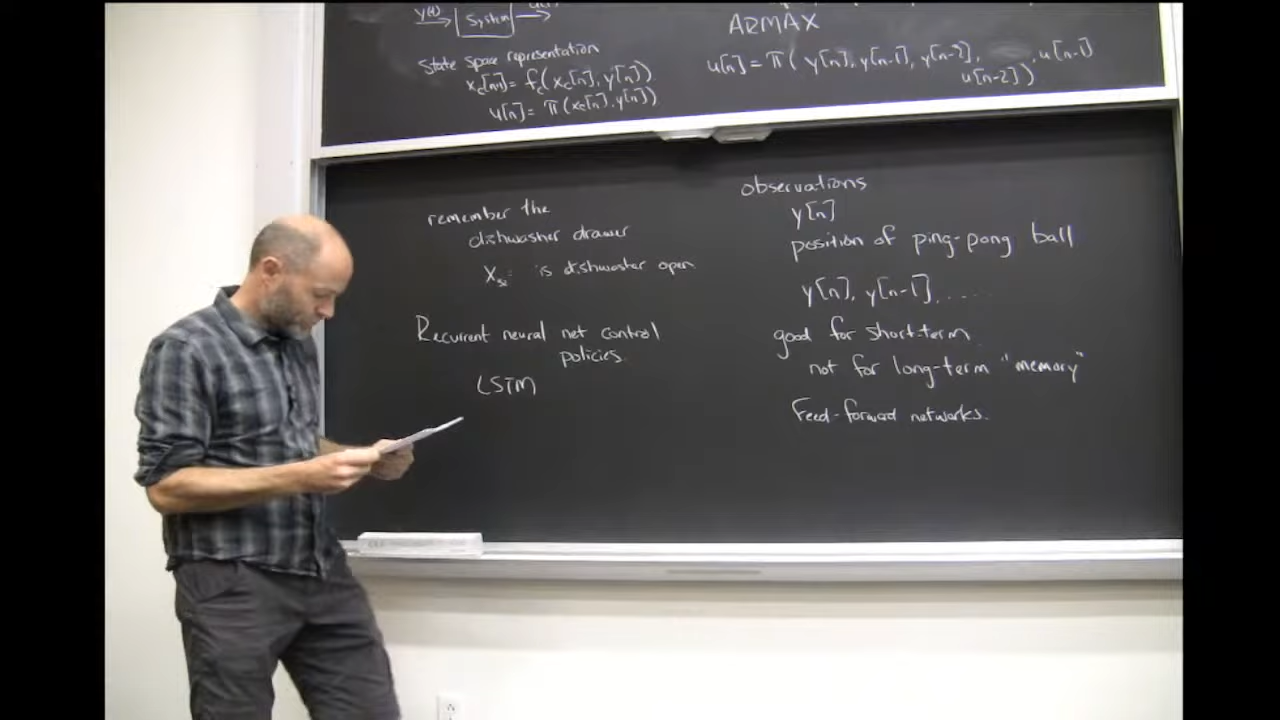 y(t)
System
State space representation
x_c[n+1] = f_c(x_c[n], y[n])
u[n] = π(x_c[n], y[n])
ARMAX
u[n] = π( y[n], y[n-1], y[n-2], , u[n-1]
u[n-2])
remember the
dishwasher drawer
is dishwasher open
Recurrent neural net control
policies.
LSTM
observations
y[n]
position of ping-pong ball
y[n], y[n-1], .....
good for short-term
not for long-term "memory"
Feed-forward networks.